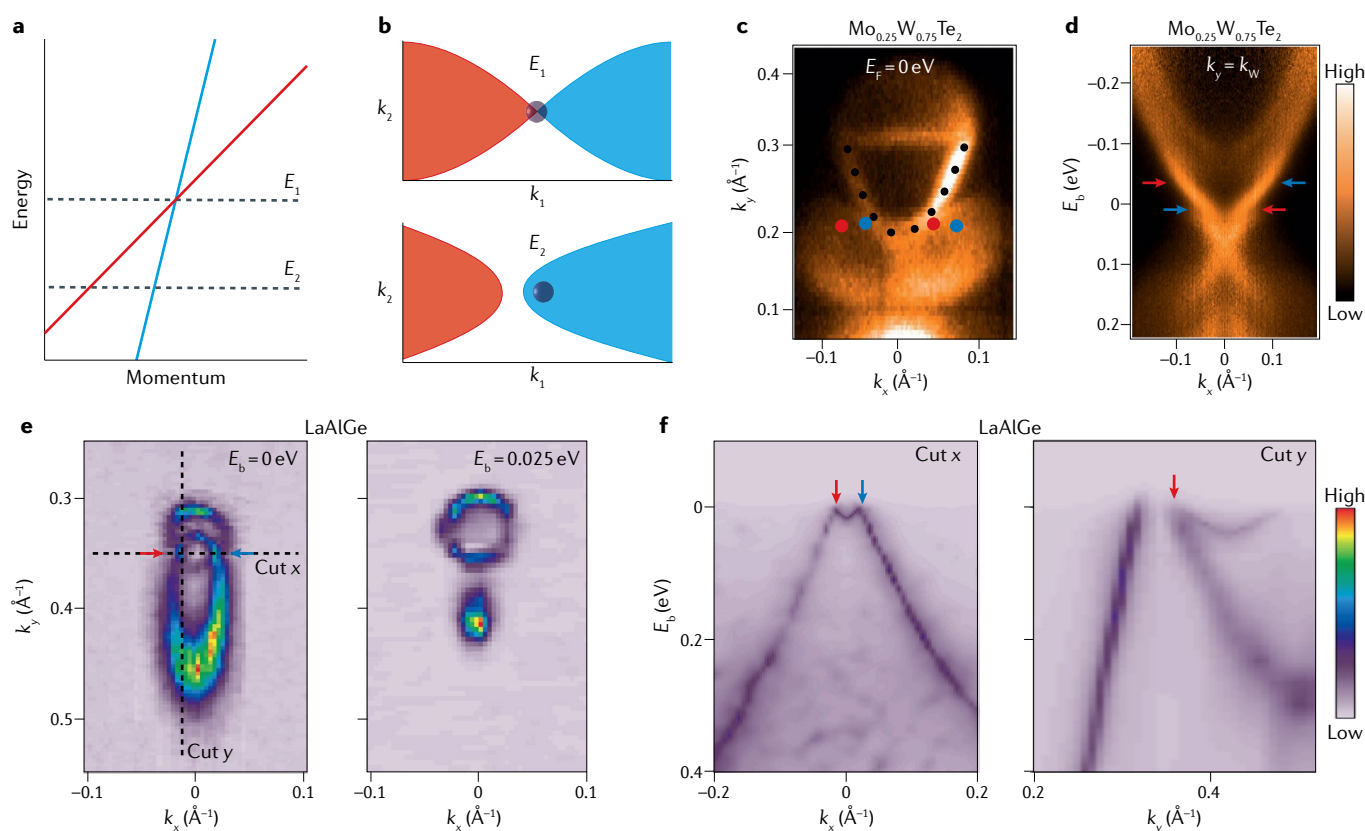 a
Energy
E1
E2
Momentum
b
E1
k2
k1
E2
k2
k1
c
Mo0.25W0.75Te2
EF = 0 eV
ky (Å−1)
0.4
0.3
0.2
0.1
−0.1 0 0.1
kx (Å−1)
d
Mo0.25W0.75Te2
ky = kW
Eb (eV)
−0.2
−0.1
0
0.1
0.2
−0.1 0 0.1
kx (Å−1)
High
Low
e
LaAlGe
Eb = 0 eV
Cut x
Cut y
ky (Å−1)
0.3
0.4
0.5
−0.1 0 0.1
kx (Å−1)
Eb = 0.025 eV
−0.1 0 0.1
kx (Å−1)
f
LaAlGe
Cut x
Eb (eV)
0
0.2
0.4
−0.2 0 0.2
kx (Å−1)
Cut y
0.2 0.4
ky (Å−1)
High
Low